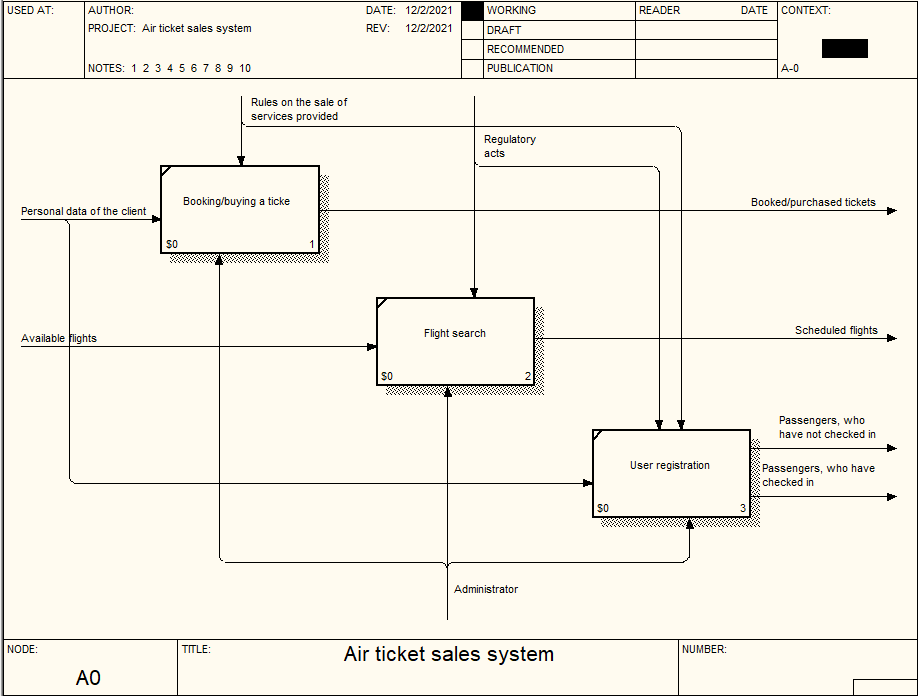 USED AT:
AUTHOR:
DATE: 12/2/2021
PROJECT: Air ticket sales system
REV: 12/2/2021
NOTES: 1 2 3 4 5 6 7 8 9 10
WORKING
DRAFT
RECOMMENDED
PUBLICATION
READER DATE
CONTEXT:
A-0
Rules on the sale of
services provided
Regulatory
acts
Booking/buying a ticke
$0 1
Personal data of the client
Booked/purchased tickets
Available flights
Flight search
$0 2
Scheduled flights
Passengers, who
have not checked in
Passengers, who have
checked in
User registration
$0 3
Administrator
NODE:
A0
TITLE:
Air ticket sales system
NUMBER: